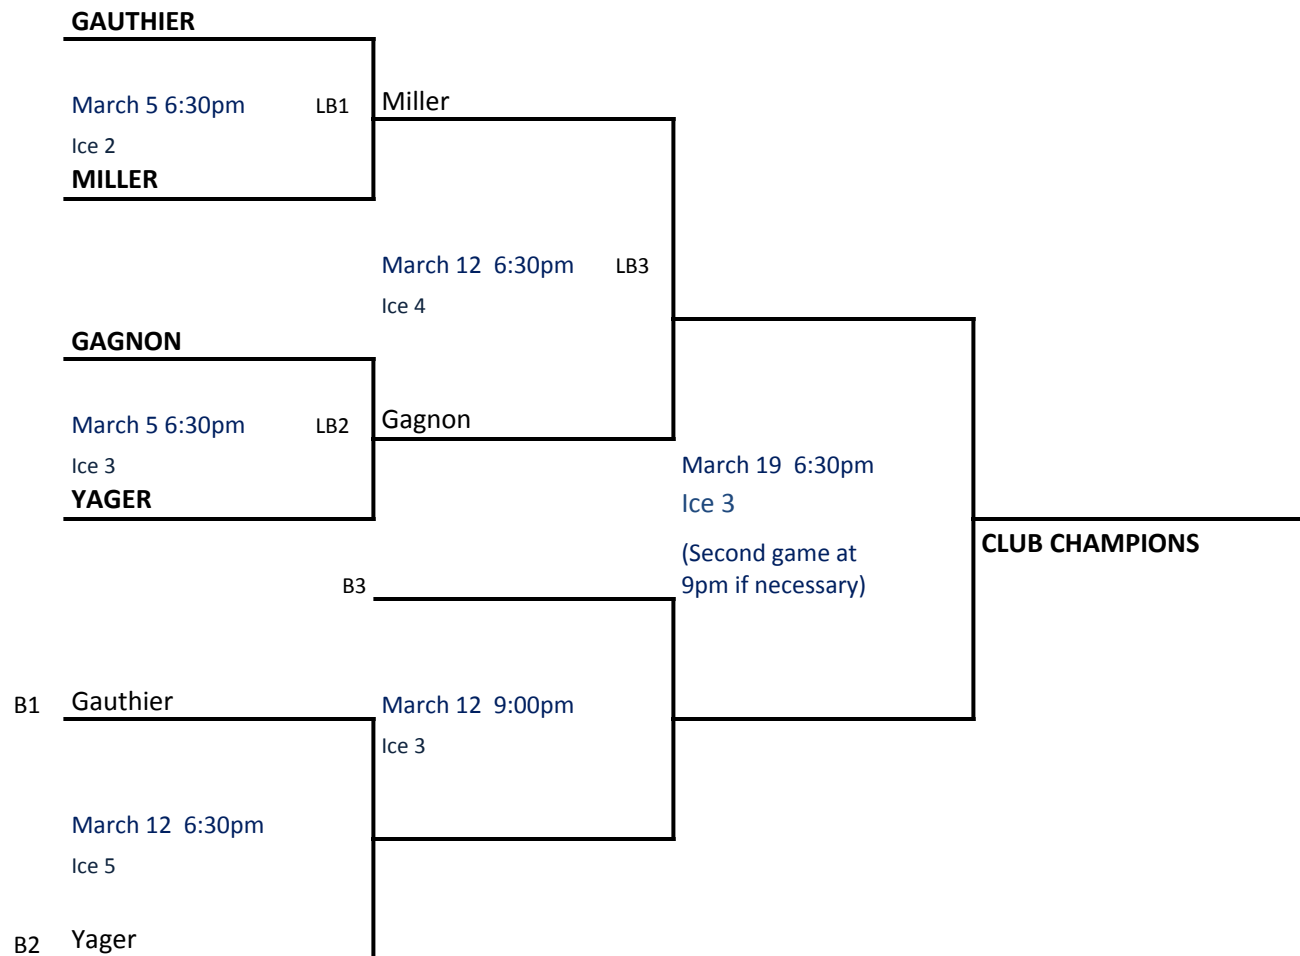 GAUTHIER
March 5 6:30pm LB1 Miller
Ice 2
MILLER
March 12  6:30pm LB3
Ice 4
GAGNON
March 5 6:30pm LB2 Gagnon
Ice 3
YAGER
March 19  6:30pm
Ice 3
(Second game at
9pm if necessary)
CLUB CHAMPIONS
B3
B1 Gauthier
March 12  9:00pm
Ice 3
March 12  6:30pm
Ice 5
B2 Yager